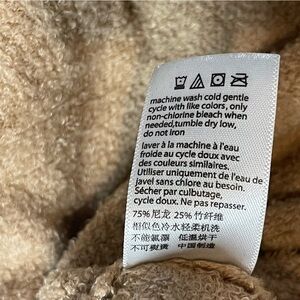 machine wash cold gentle
cycle with like colors, only
non-chlorine bleach when
needed,tumble dry low,
do not iron
laver à la machine à l'eau
froide au cycle doux avec
des couleurs similaires.
Utiliser uniquement de l'eau de
Javel sans chlore au besoin.
Sécher par culbutage,
cycle doux. Ne pas repasser.
75%尼龙 25%竹纤维
相似色冷水轻柔机洗
不能氯漂 低温烘干
不可熨烫 中国制造